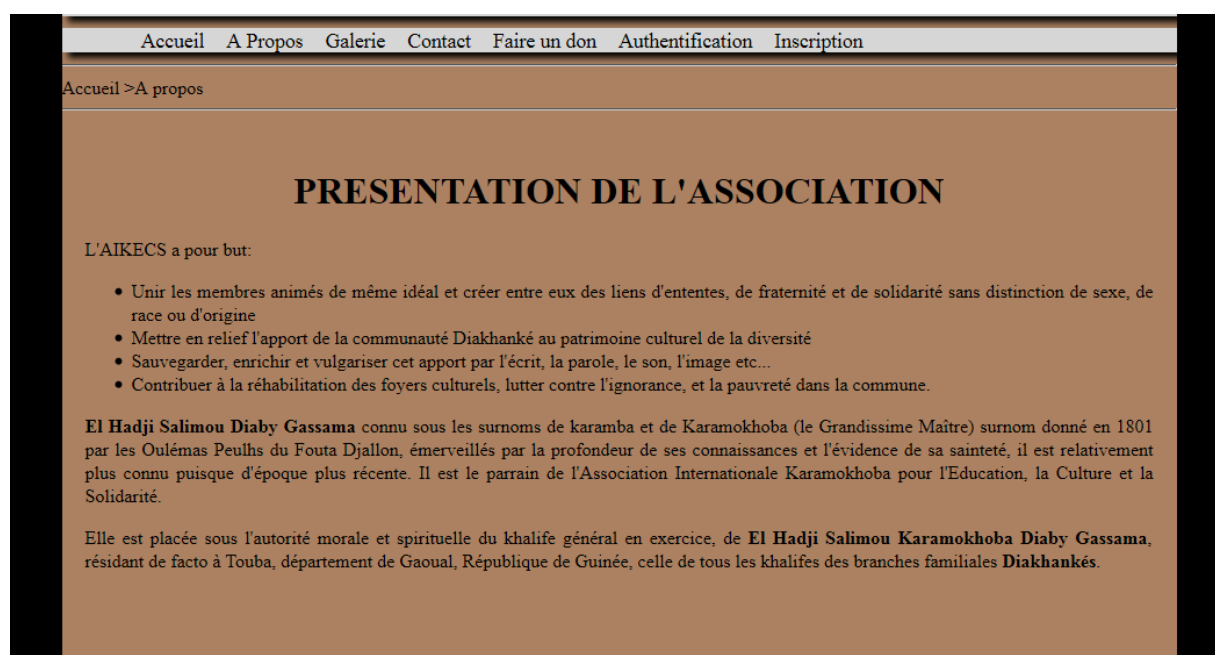 Accueil A Propos Galerie Contact Faire un don Authentification Inscription
Accueil >A propos
PRESENTATION DE L'ASSOCIATION
L'AIKECS a pour but:
• Unir les membres animés de même idéal et créer entre eux des liens d'ententes, de fraternité et de solidarité sans distinction de sexe, de
race ou d'origine
• Mettre en relief l'apport de la communauté Diakhanké au patrimoine culturel de la diversité
• Sauvegarder, enrichir et vulgariser cet apport par l'écrit, la parole, le son, l'image etc...
• Contribuer à la réhabilitation des foyers culturels, lutter contre l'ignorance, et la pauvreté dans la commune.
El Hadji Salimou Diaby Gassama connu sous les surnoms de karamba et de Karamokhoba (le Grandissime Maître) surnom donné en 1801
par les Oulémas Peulhs du Fouta Djallon, émerveillés par la profondeur de ses connaissances et l'évidence de sa sainteté, il est relativement
plus connu puisque d'époque plus récente. Il est le parrain de l'Association Internationale Karamokhoba pour l'Education, la Culture et la
Solidarité.
Elle est placée sous l'autorité morale et spirituelle du khalife général en exercice, de El Hadji Salimou Karamokhoba Diaby Gassama,
résidant de facto à Touba, département de Gaoual, République de Guinée, celle de tous les khalifes des branches familiales Diakhankés.